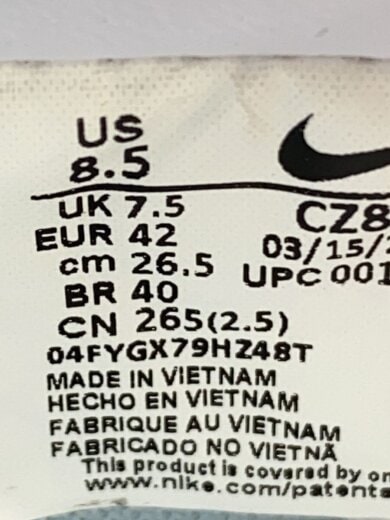 US
8.5
UK 7.5
EUR 42
cm 26.5
BR 40
CN 265(2.5)
CZ8
03/15/
UPC 001
04FYGX79HZ48T
MADE IN VIETNAM
HECHO EN VIETNAM
FABRIQUE AU VIETNAM
FABRICADO NO VIETNÃ
This product is covered by
www.nike.com/patents